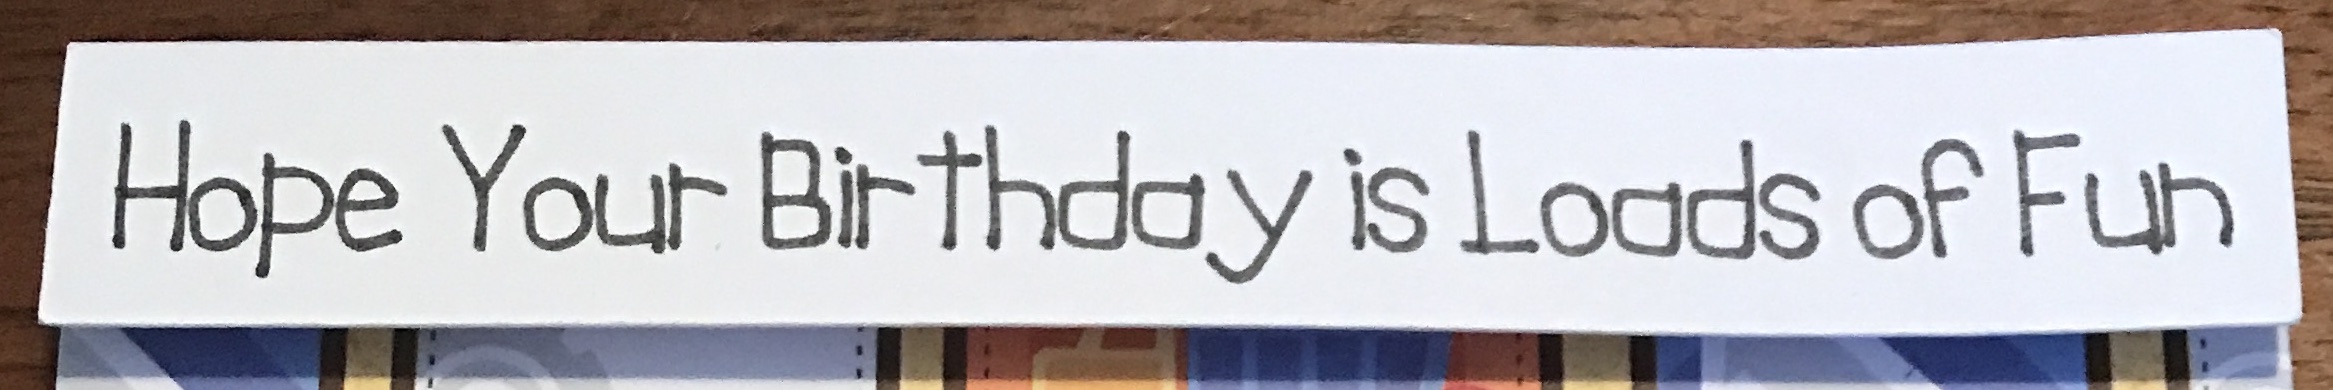 Hope Your Birthday is Loads of Fun